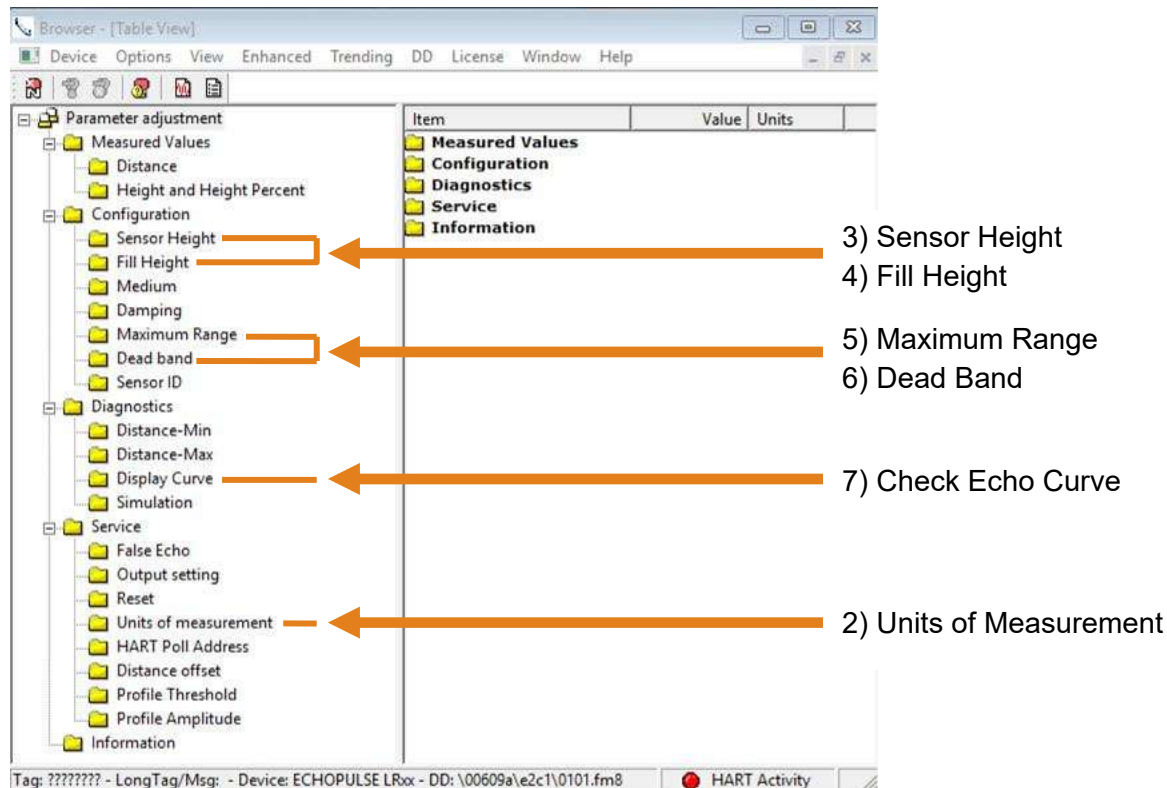 Browser - [Table View]
Device Options View Enhanced Trending DD License Window Help
Parameter adjustment
Measured Values
Distance
Height and Height Percent
Configuration
Sensor Height
Fill Height
Medium
Damping
Maximum Range
Dead band
Sensor ID
Diagnostics
Distance-Min
Distance-Max
Display Curve
Simulation
Service
False Echo
Output setting
Reset
Units of measurement
HART Poll Address
Distance offset
Profile Threshold
Profile Amplitude
Information
Item Value Units
Measured Values
Configuration
Diagnostics
Service
Information
3) Sensor Height
4) Fill Height
5) Maximum Range
6) Dead Band
7) Check Echo Curve
2) Units of Measurement
Tag: ???????? - LongTag/Msg: - Device: ECHOPULSE LRxx - DD: \00609a\e2c1\0101.fm8 HART Activity